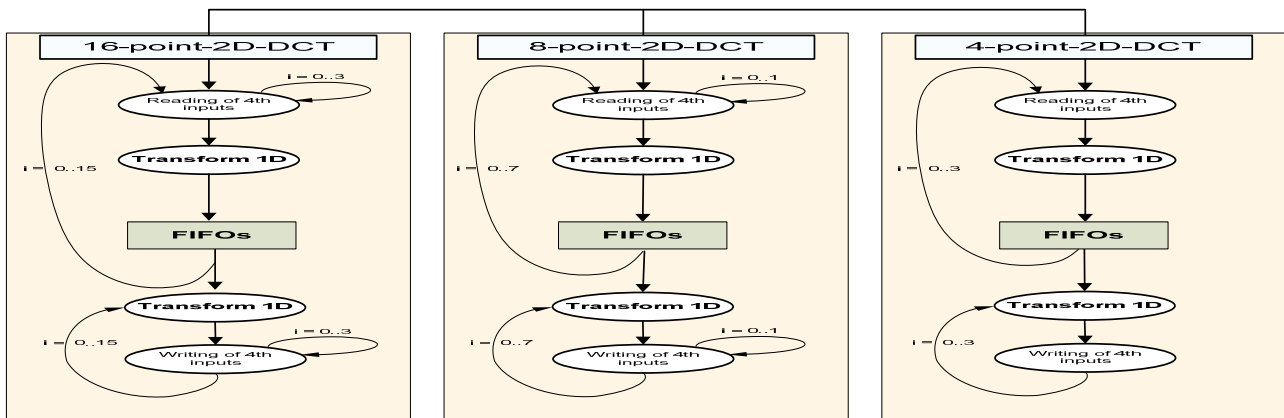 16-point-2D-DCT
i = 0..3
Reading of 4th
inputs
Transform 1D
i = 0..15
FIFOs
Transform 1D
i = 0..3
i = 0..15
Writing of 4th
inputs
8-point-2D-DCT
i = 0..1
Reading of 4th
inputs
Transform 1D
i = 0..7
FIFOs
Transform 1D
i = 0..1
i = 0..7
Writing of 4th
inputs
4-point-2D-DCT
Reading of 4th
inputs
Transform 1D
i = 0..3
FIFOs
Transform 1D
i = 0..3
Writing of 4th
inputs